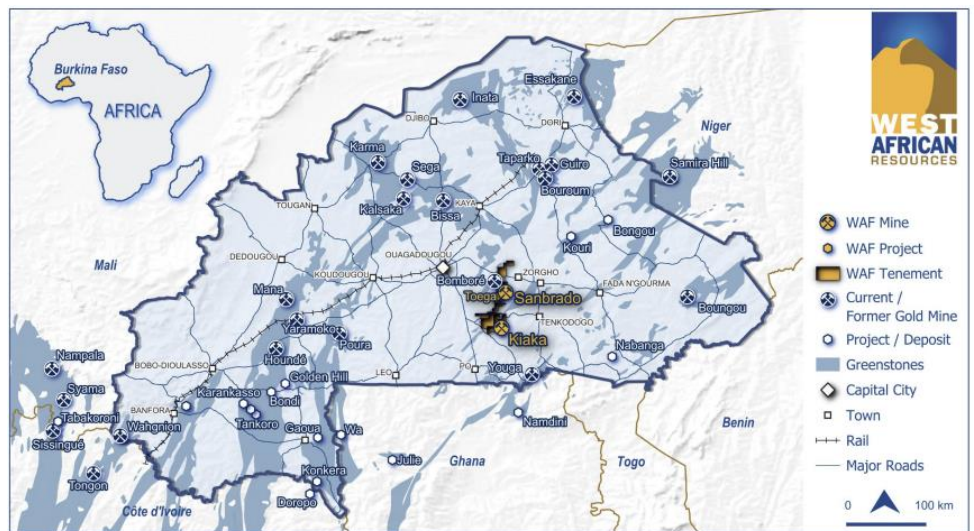 Burkina Faso
AFRICA
WEST
AFRICAN
RESOURCES
Essakane
Inata
DJIBO
DORI
Niger
Karma
Sega
Taparko
Guiro
Samira Hill
Bouroum
Kalsaka
Bissa
KAYA
TOUGAN
Bongou
Kouri
Mali
DEDOUGOU
OUAGADOUGOU
KOUDOUGOU
Bomboré
ZORGHO
Toega
Sanbrado
FADA N'GOURMA
Mana
Boungou
Yaramoko
Poura
Kiaka
TENKODOGO
Nampala
Houndé
Nabanga
BOBO-DIOULASSO
LEO
PO
Youga
Syama
Golden Hill
Karankasso
Bondi
Tabakoroni
BANFORA
Tankoro
Namdini
Benin
Sissingué
Wahgnion
Gaoua
Wa
Tongon
Konkera
Julie
Ghana
Togo
Doropo
Côte d'Ivoire
WAF Mine
WAF Project
WAF Tenement
Current /
Former Gold Mine
Project / Deposit
Greenstones
Capital City
Town
Rail
Major Roads
0 100 km